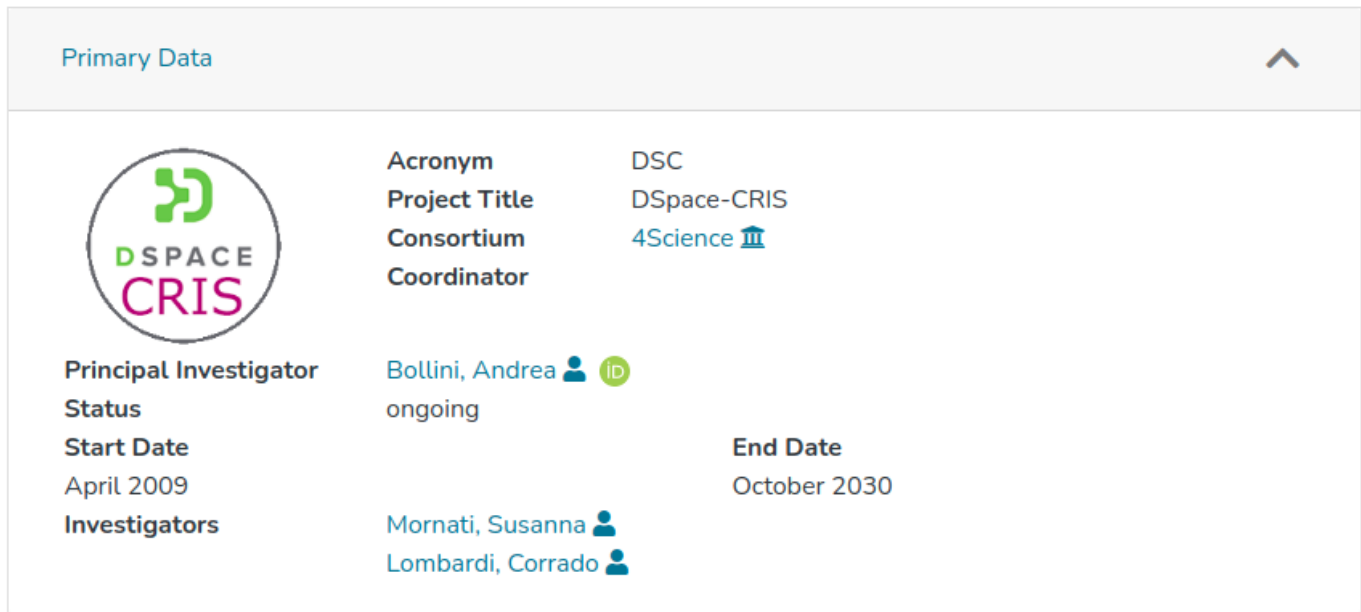 Primary Data
DSPACE
CRIS
Acronym DSC
Project Title DSpace-CRIS
Consortium 4Science
Coordinator
Principal Investigator Bollini, Andrea iD
Status ongoing
Start Date End Date
April 2009 October 2030
Investigators Mornati, Susanna
Lombardi, Corrado